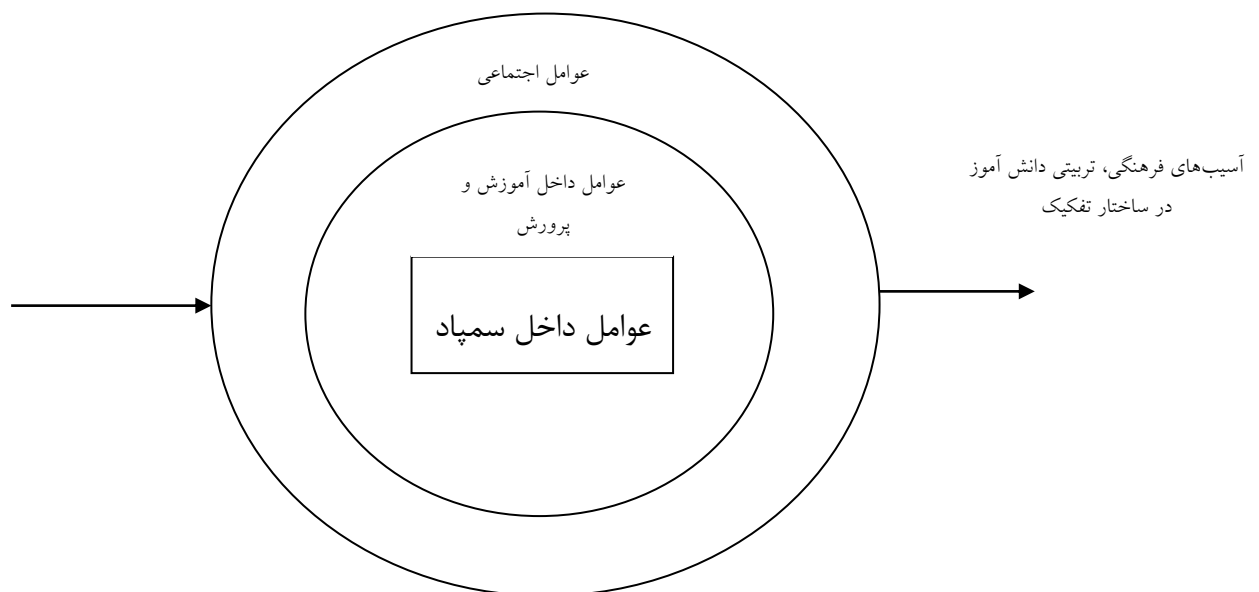 عوامل اجتماعی
عوامل داخل آموزش و
پرورش
عوامل داخل سمپاد
آسیب‌های فرهنگی، تربیتی دانش آموز
در ساختار تفکیک